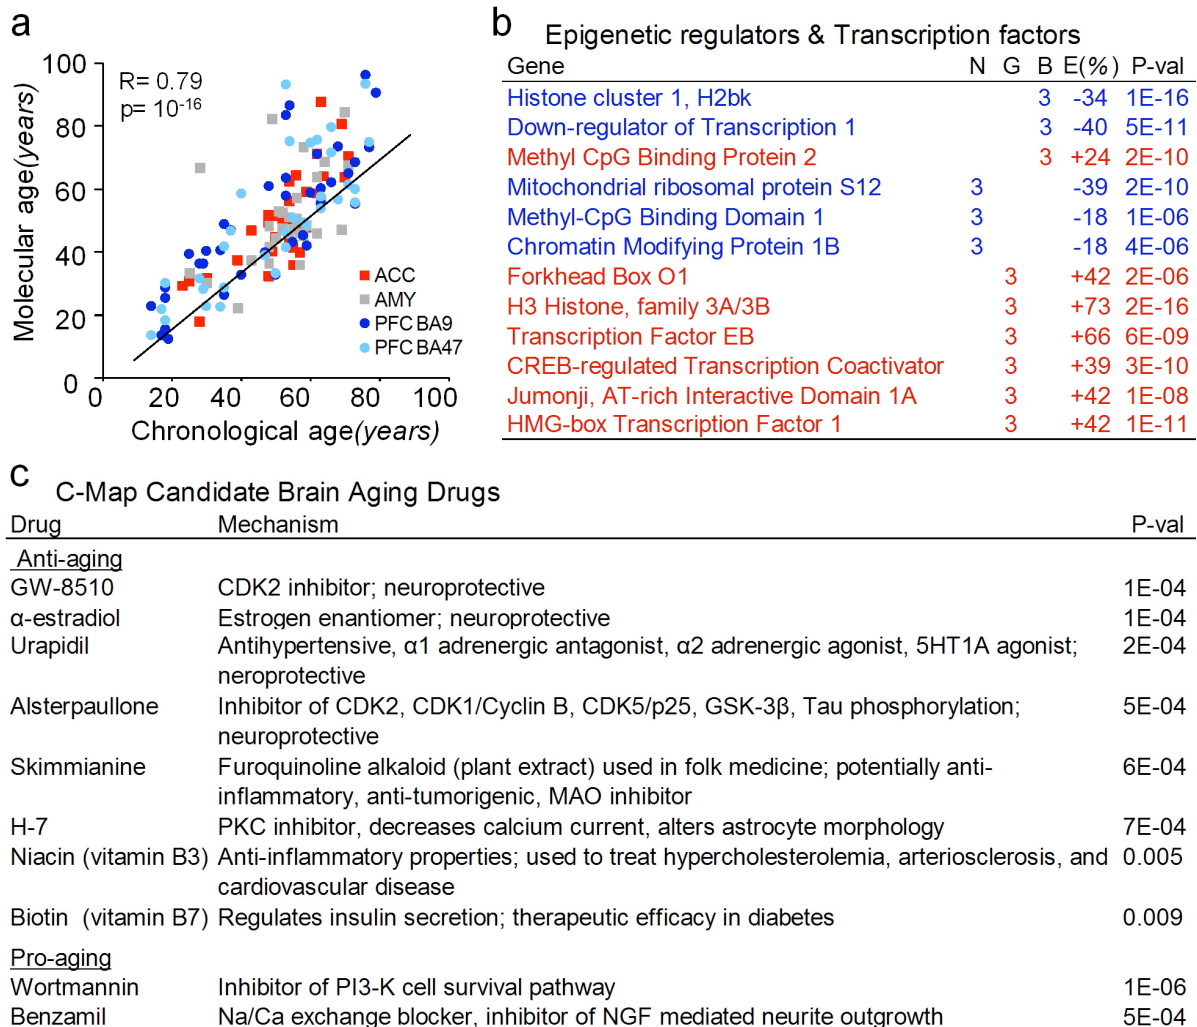 a
Molecular age(years)
100
80
60
40
20
0
R= 0.79
p= 10-16
ACC
AMY
PFC BA9
PFC BA47
0 20 40 60 80 100
Chronological age(years)
b Epigenetic regulators & Transcription factors
Gene N G B E(%) P-val
Histone cluster 1, H2bk 3 -34 1E-16
Down-regulator of Transcription 1 3 -40 5E-11
Methyl CpG Binding Protein 2 3 +24 2E-10
Mitochondrial ribosomal protein S12 3 -39 2E-10
Methyl-CpG Binding Domain 1 3 -18 1E-06
Chromatin Modifying Protein 1B 3 -18 4E-06
Forkhead Box O1 3 +42 2E-06
H3 Histone, family 3A/3B 3 +73 2E-16
Transcription Factor EB 3 +66 6E-09
CREB-regulated Transcription Coactivator 3 +39 3E-10
Jumonji, AT-rich Interactive Domain 1A 3 +42 1E-08
HMG-box Transcription Factor 1 3 +42 1E-11
c C-Map Candidate Brain Aging Drugs
Drug Mechanism P-val
Anti-aging
GW-8510 CDK2 inhibitor; neuroprotective 1E-04
α-estradiol Estrogen enantiomer; neuroprotective 1E-04
Urapidil Antihypertensive, α1 adrenergic antagonist, α2 adrenergic agonist, 5HT1A agonist; 2E-04
neroprotective
Alsterpaullone Inhibitor of CDK2, CDK1/Cyclin B, CDK5/p25, GSK-3β, Tau phosphorylation; 5E-04
neuroprotective
Skimmianine Furoquinoline alkaloid (plant extract) used in folk medicine; potentially anti- 6E-04
inflammatory, anti-tumorigenic, MAO inhibitor
H-7 PKC inhibitor, decreases calcium current, alters astrocyte morphology 7E-04
Niacin (vitamin B3) Anti-inflammatory properties; used to treat hypercholesterolemia, arteriosclerosis, and 0.005
cardiovascular disease
Biotin (vitamin B7) Regulates insulin secretion; therapeutic efficacy in diabetes 0.009
Pro-aging
Wortmannin Inhibitor of PI3-K cell survival pathway 1E-06
Benzamil Na/Ca exchange blocker, inhibitor of NGF mediated neurite outgrowth 5E-04